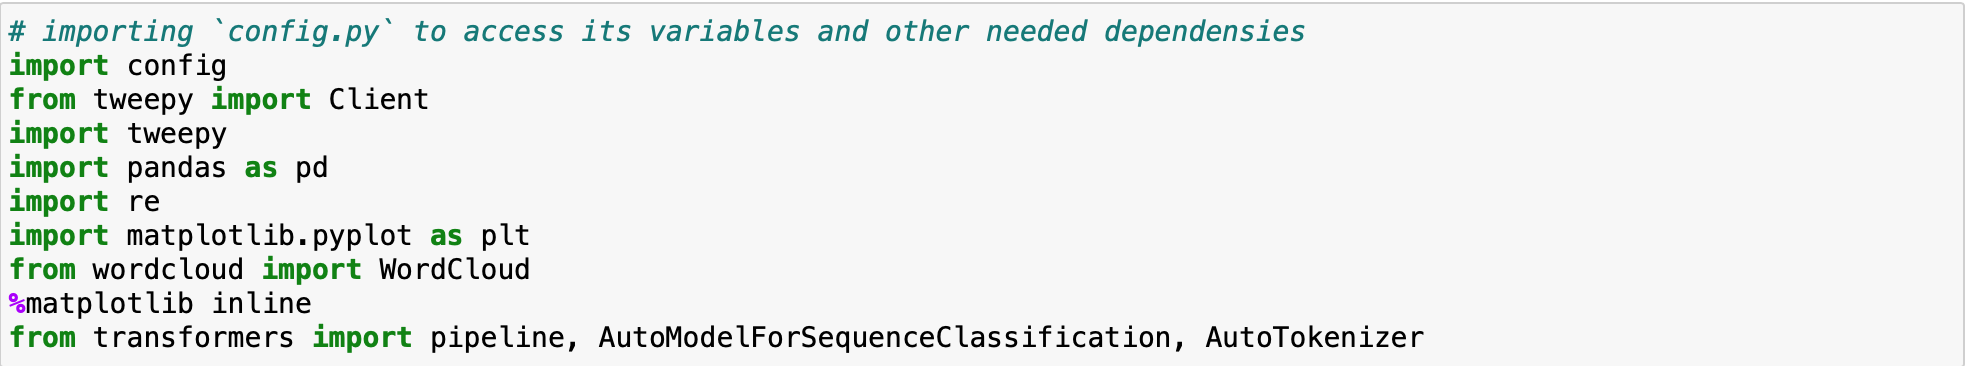 # importing `config.py` to access its variables and other needed dependensies
import config
from tweepy import Client
import tweepy
import pandas as pd
import re
import matplotlib.pyplot as plt
from wordcloud import WordCloud
%matplotlib inline
from transformers import pipeline, AutoModelForSequenceClassification, AutoTokenizer